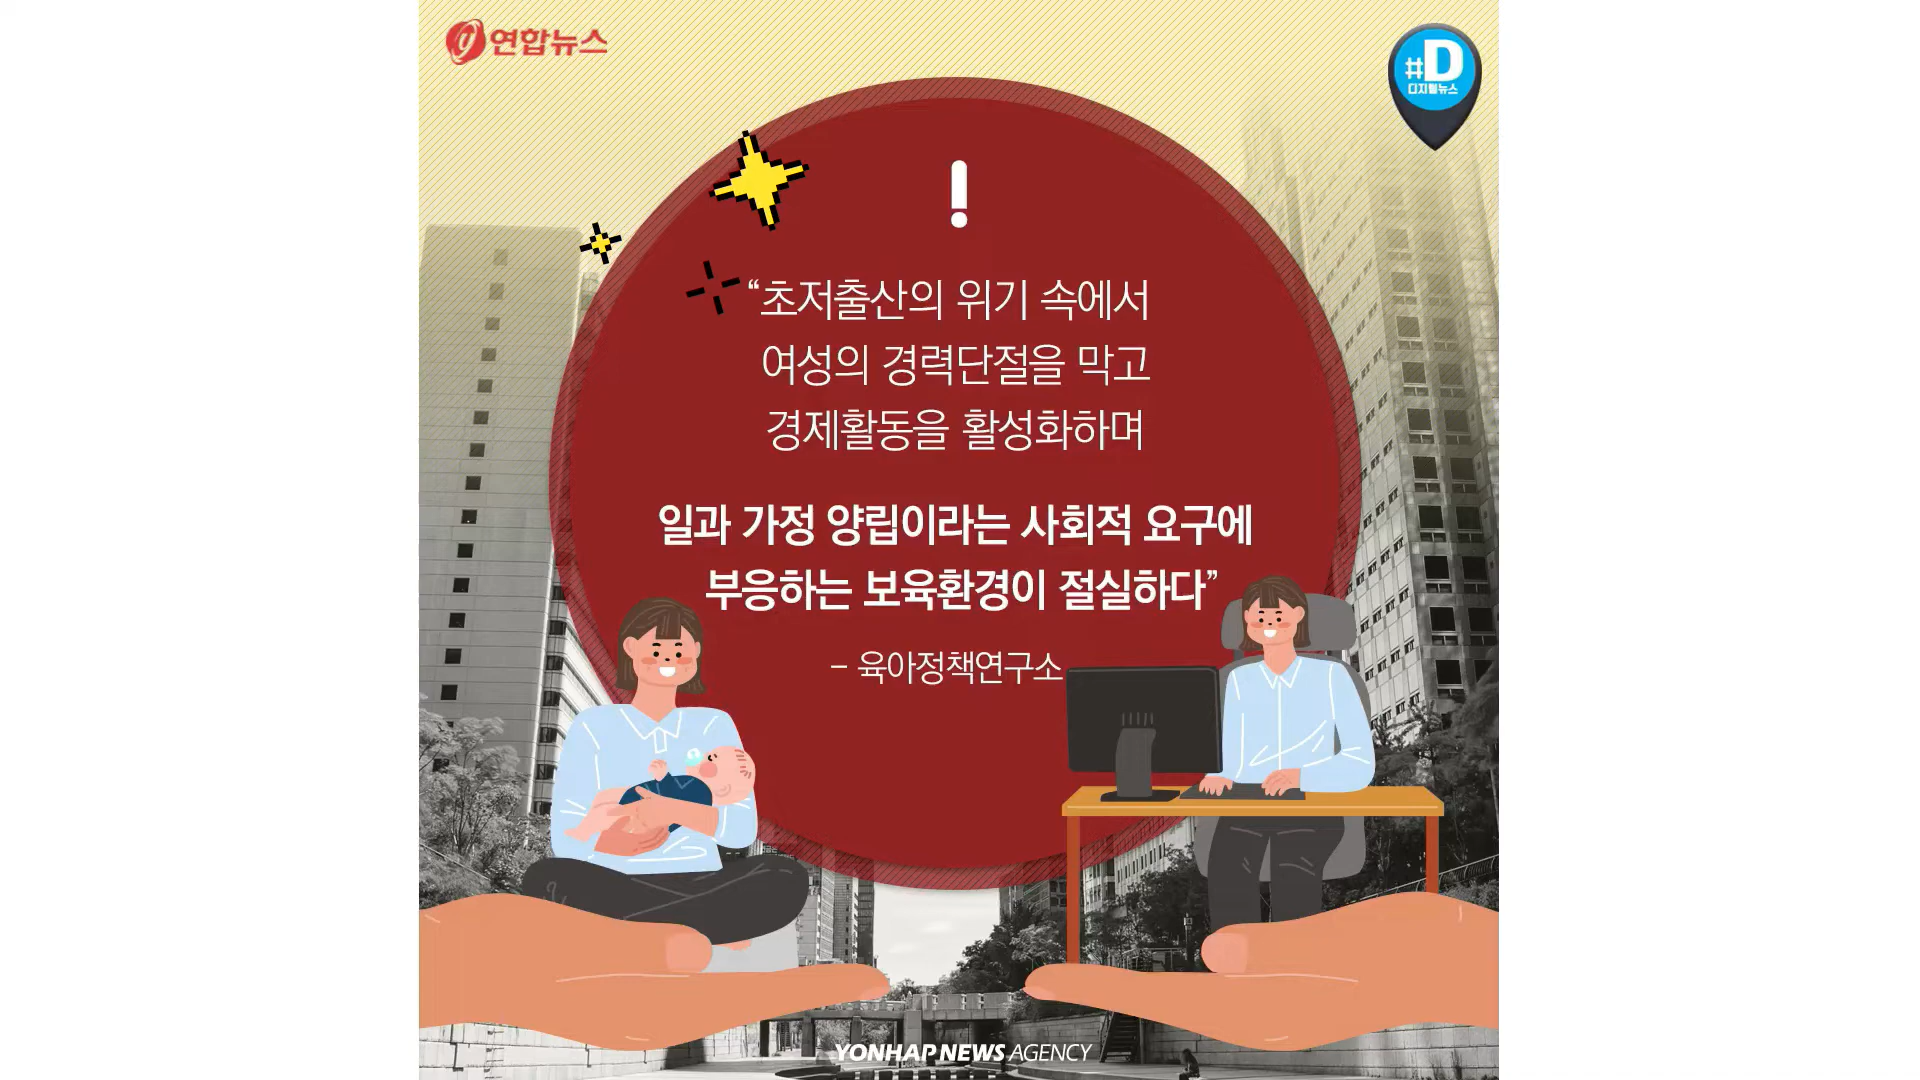 연합뉴스
#D
디지털뉴스
!
“초저출산의 위기 속에서
여성의 경력단절을 막고
경제활동을 활성화하며
일과 가정 양립이라는 사회적 요구에
부응하는 보육환경이 절실하다”
– 육아정책연구소
YONHAP NEWS AGENCY